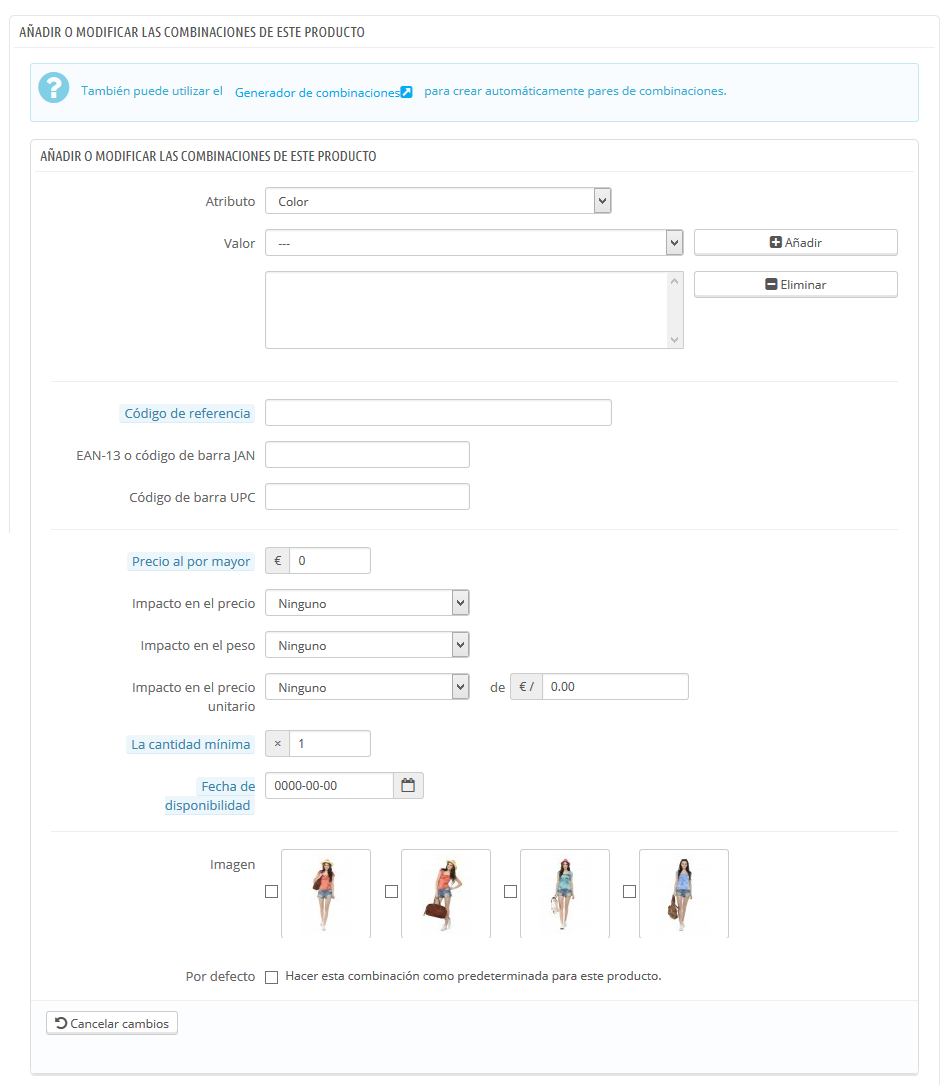 AÑADIR O MODIFICAR LAS COMBINACIONES DE ESTE PRODUCTO
También puede utilizar el Generador de combinaciones para crear automáticamente pares de combinaciones.
AÑADIR O MODIFICAR LAS COMBINACIONES DE ESTE PRODUCTO
Atributo Color
Valor --- Añadir
Eliminar
Código de referencia
EAN-13 o código de barra JAN
Código de barra UPC
Precio al por mayor € 0
Impacto en el precio Ninguno
Impacto en el peso Ninguno
Impacto en el precio Ninguno de € / 0.00
unitario
La cantidad mínima × 1
Fecha de 0000-00-00
disponibilidad
Imagen
Por defecto Hacer esta combinación como predeterminada para este producto.
Cancelar cambios